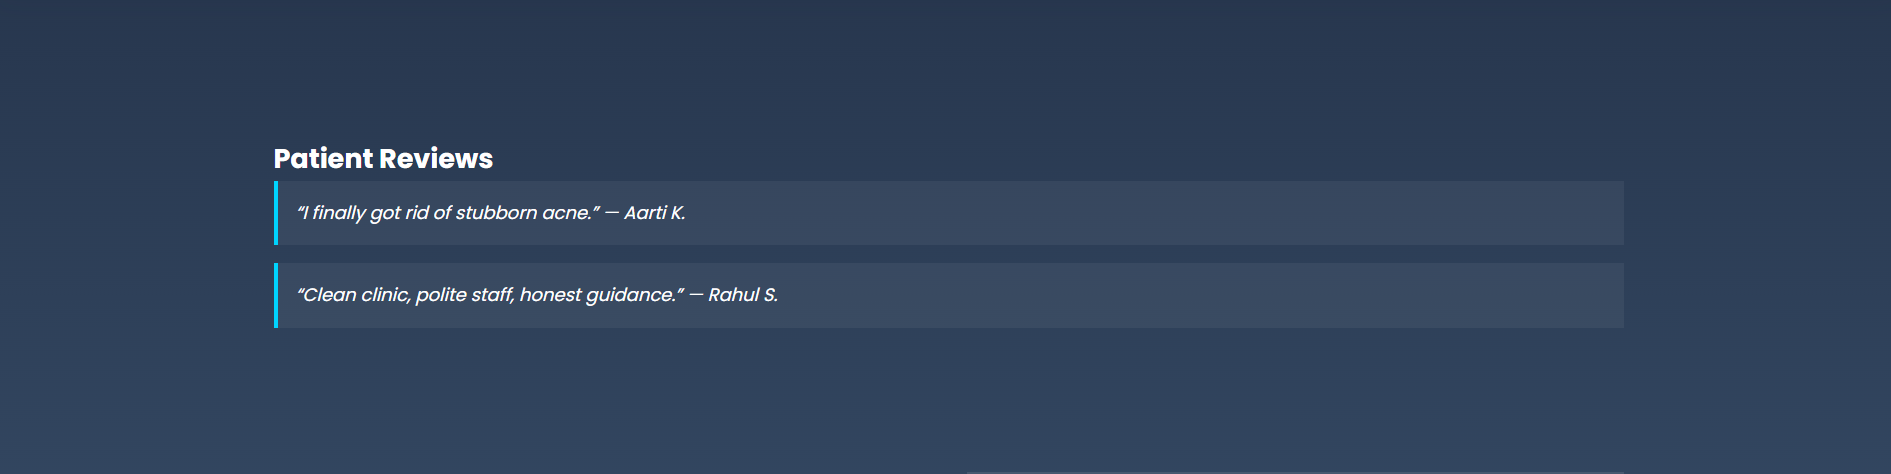 Patient Reviews
“I finally got rid of stubborn acne.” — Aarti K.
“Clean clinic, polite staff, honest guidance.” — Rahul S.